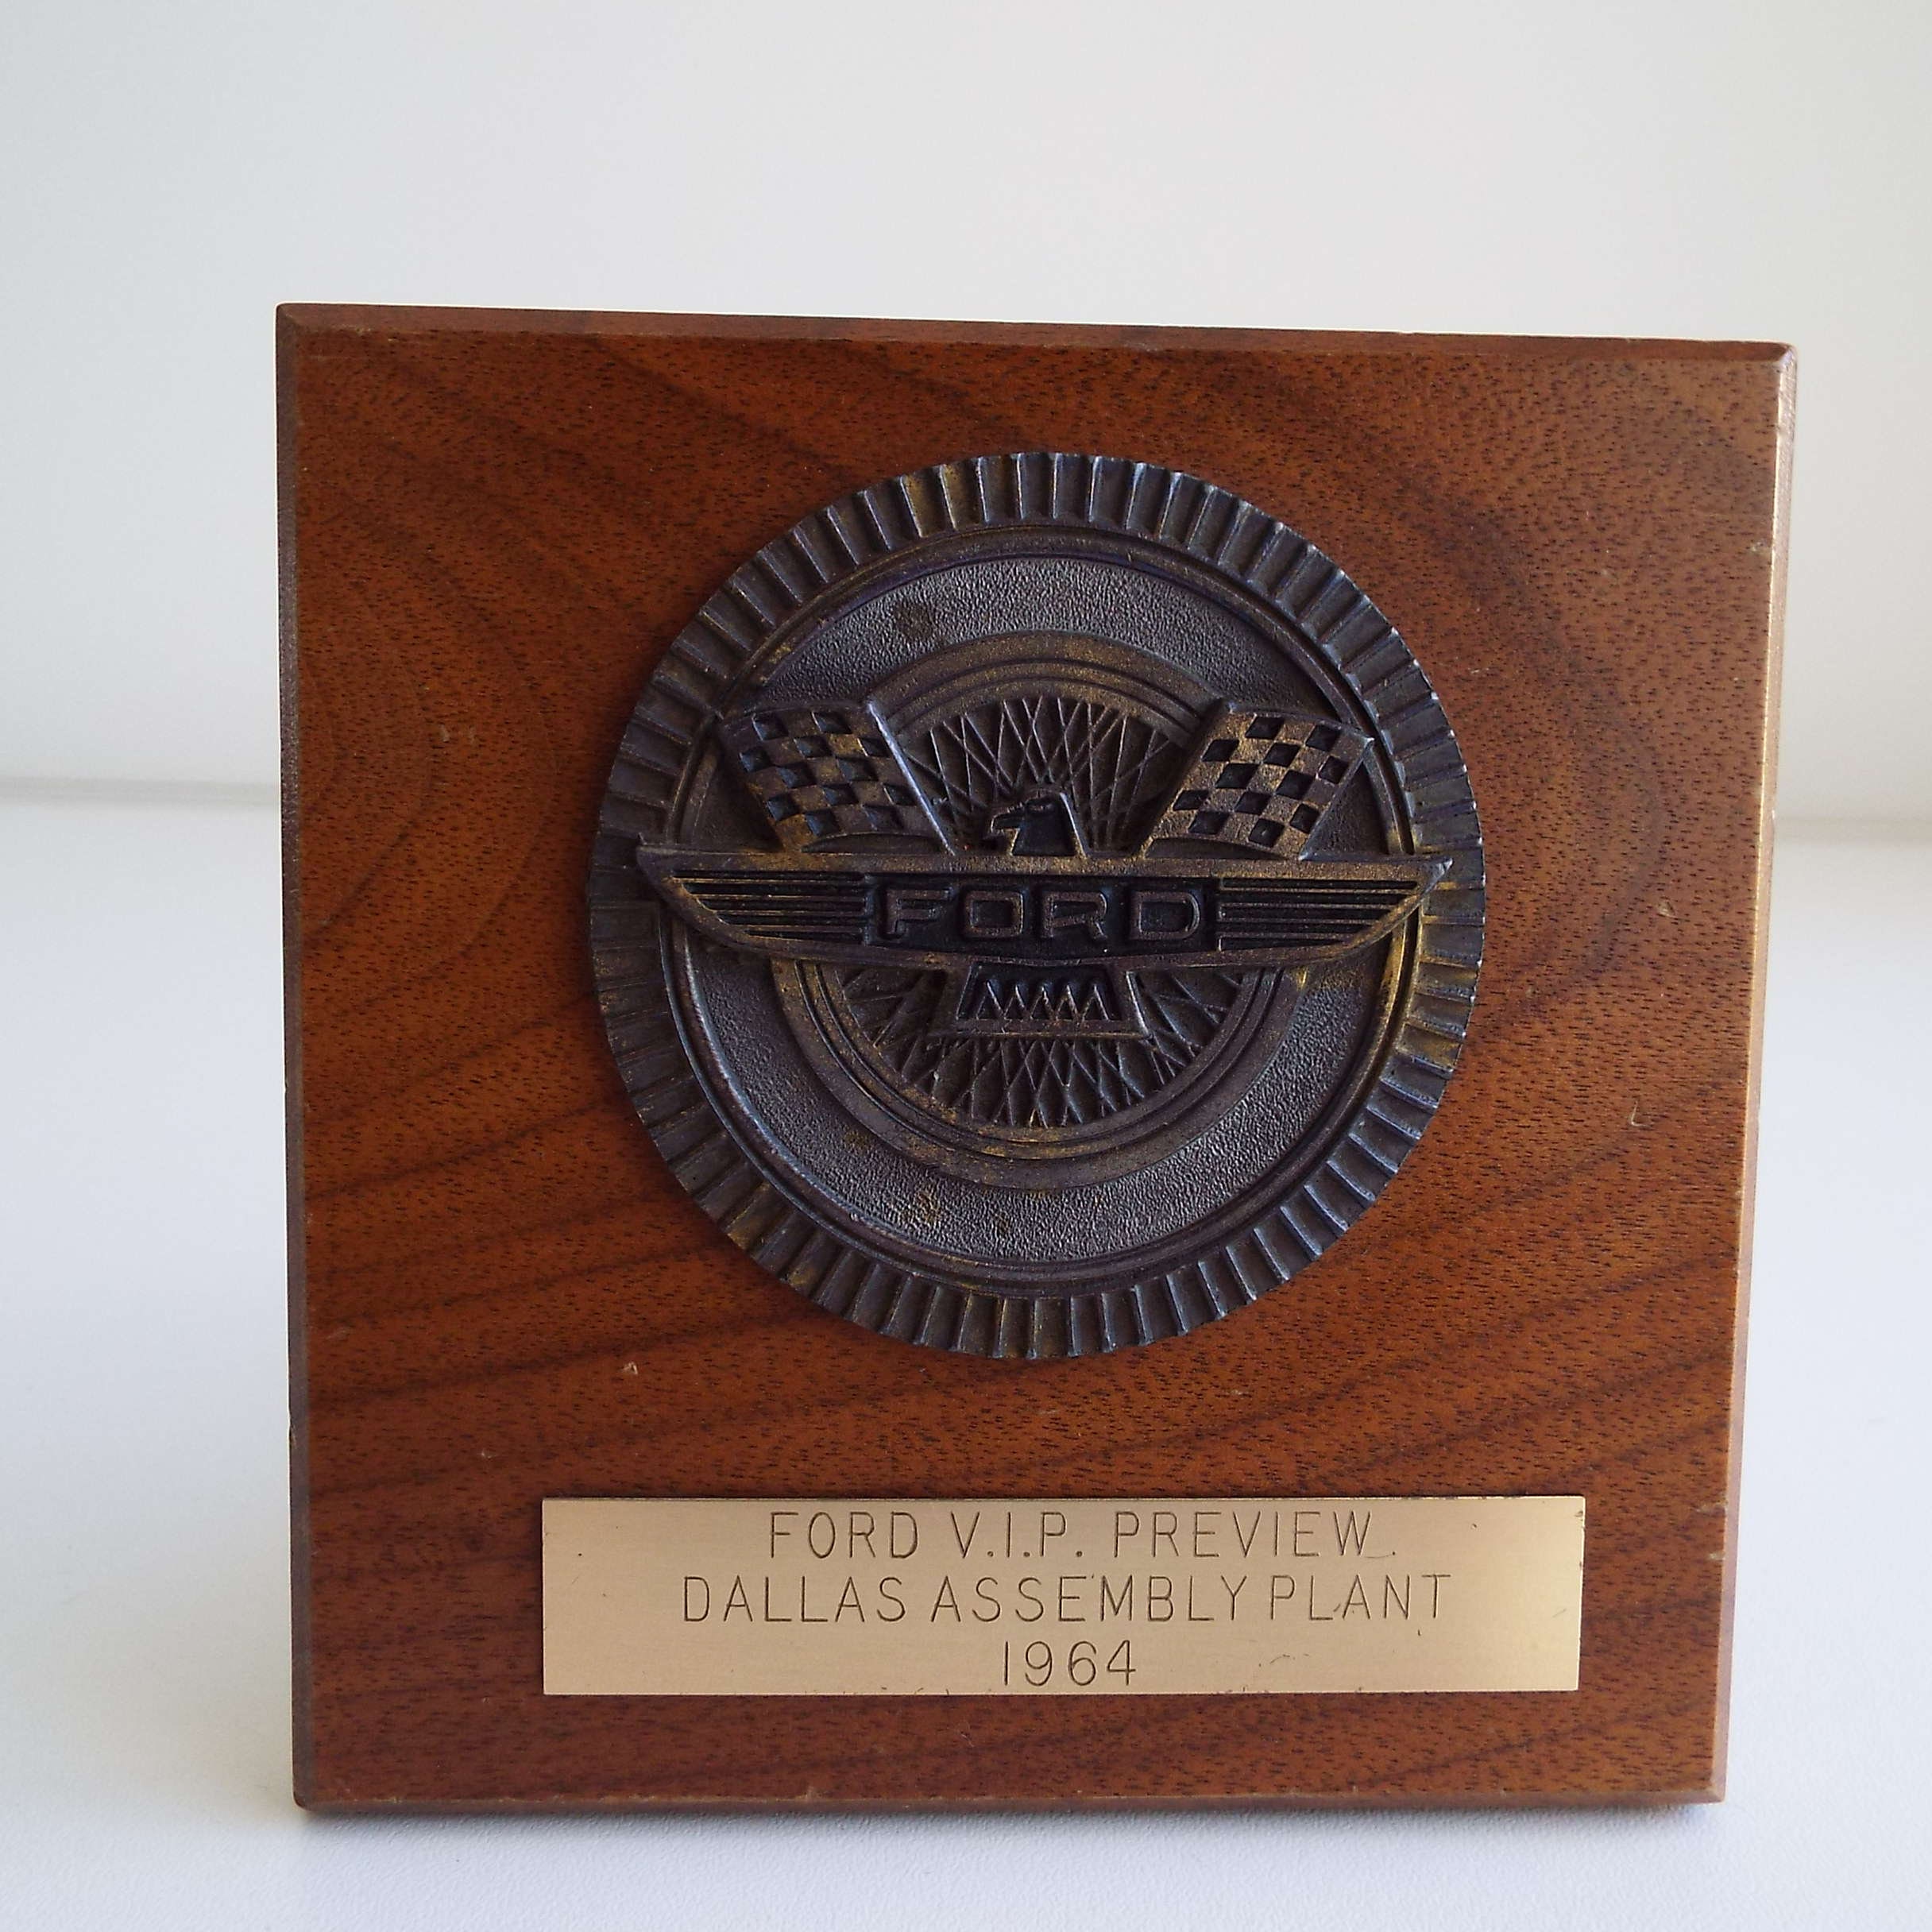 FORD
FORD V.I.P. PREVIEW
DALLAS ASSEMBLY PLANT
1964